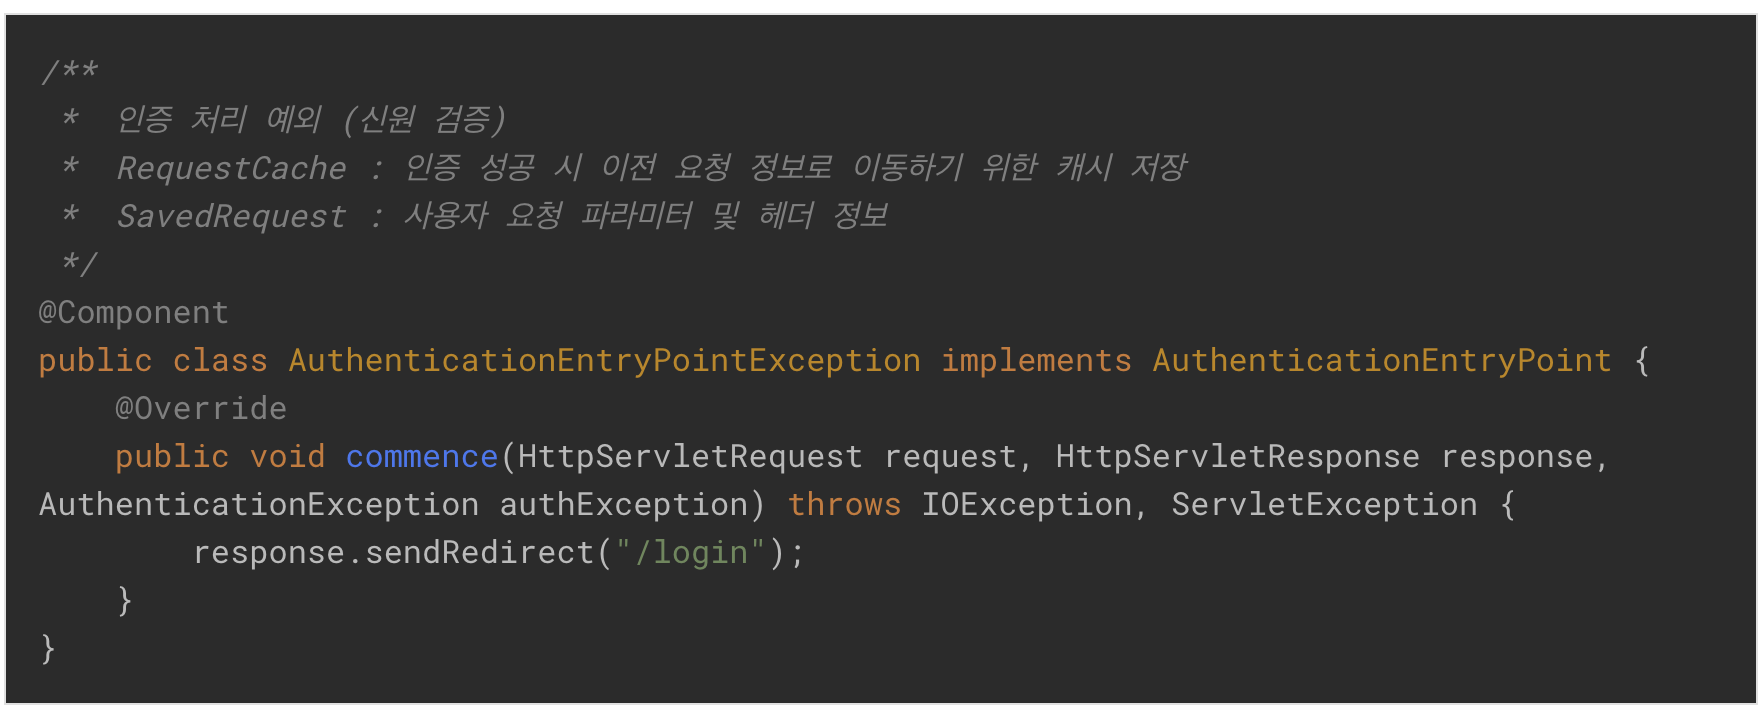 /**
 *  인증 처리 예외 (신원 검증)
 *  RequestCache : 인증 성공 시 이전 요청 정보로 이동하기 위한 캐시 저장
 *  SavedRequest : 사용자 요청 파라미터 및 헤더 정보
 */
@Component
public class AuthenticationEntryPointException implements AuthenticationEntryPoint {
    @Override
    public void commence(HttpServletRequest request, HttpServletResponse response,
AuthenticationException authException) throws IOException, ServletException {
        response.sendRedirect("/login");
    }
}